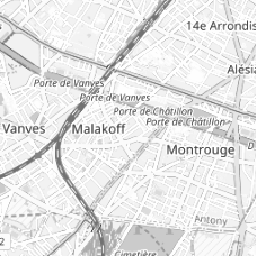 14e Arrondis
Alésia
Porte de Vanves
Porte de Vanves
Porte de Châtillon
Porte de Châtillon
Vanves
Malakoff
D
Montrouge
Antony
z
Cimetière